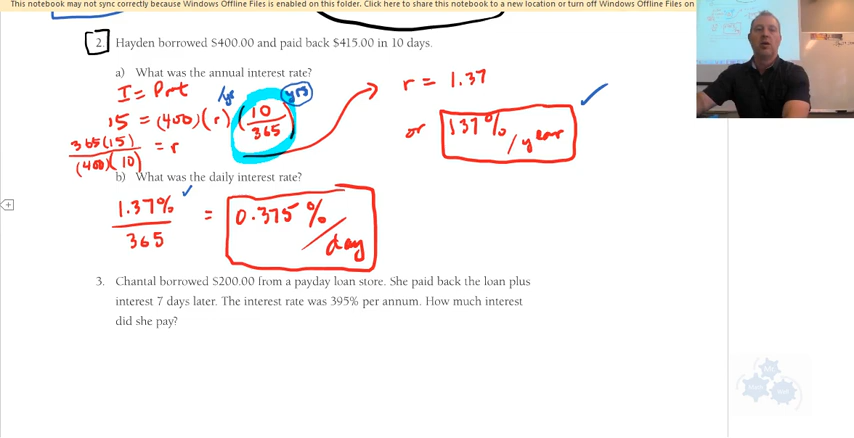 This notebook may not sync correctly because Windows Offline Files is enabled on this folder. Click here to share this notebook to a new location or turn off Windows Offline Files on
2. Hayden borrowed $400.00 and paid back $415.00 in 10 days.
a) What was the annual interest rate?
I = Prt
/yr
yrs
15 = (400)(r)(10/365)
365(15)/(400)(10) = r
r = 1.37
or 137%/year
b) What was the daily interest rate?
1.37%/365 = 0.375%/day
3. Chantal borrowed $200.00 from a payday loan store. She paid back the loan plus
interest 7 days later. The interest rate was 395% per annum. How much interest
did she pay?